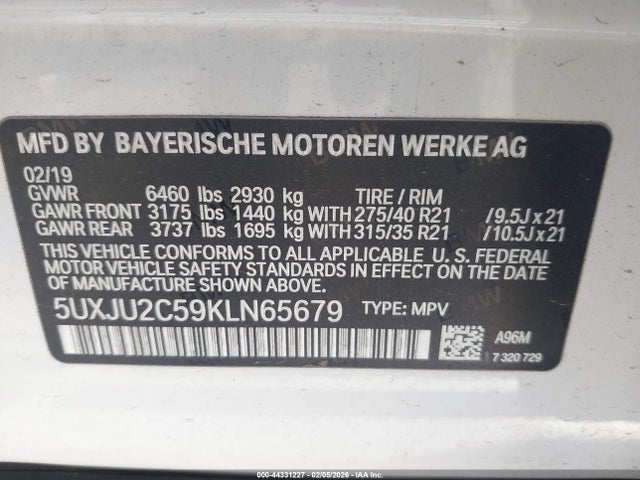 MFD BY BAYERISCHE MOTOREN WERKE AG
02/19
GVWR 6460 lbs 2930 kg TIRE / RIM
GAWR FRONT 3175 lbs 1440 kg WITH 275/40 R21 /9.5J x 21
GAWR REAR 3737 lbs 1695 kg WITH 315/35 R21 /10.5J x 21
THIS VEHICLE CONFORMS TO ALL APPLICABLE U. S. FEDERAL
MOTOR VEHICLE SAFETY STANDARDS IN EFFECT ON THE DATE OF
MANUFACTURE SHOWN ABOVE.
5UXJU2C59KLN65679 TYPE: MPV
A96M
7 320 729
000-44331227 - 02/05/2026 - IAA Inc.